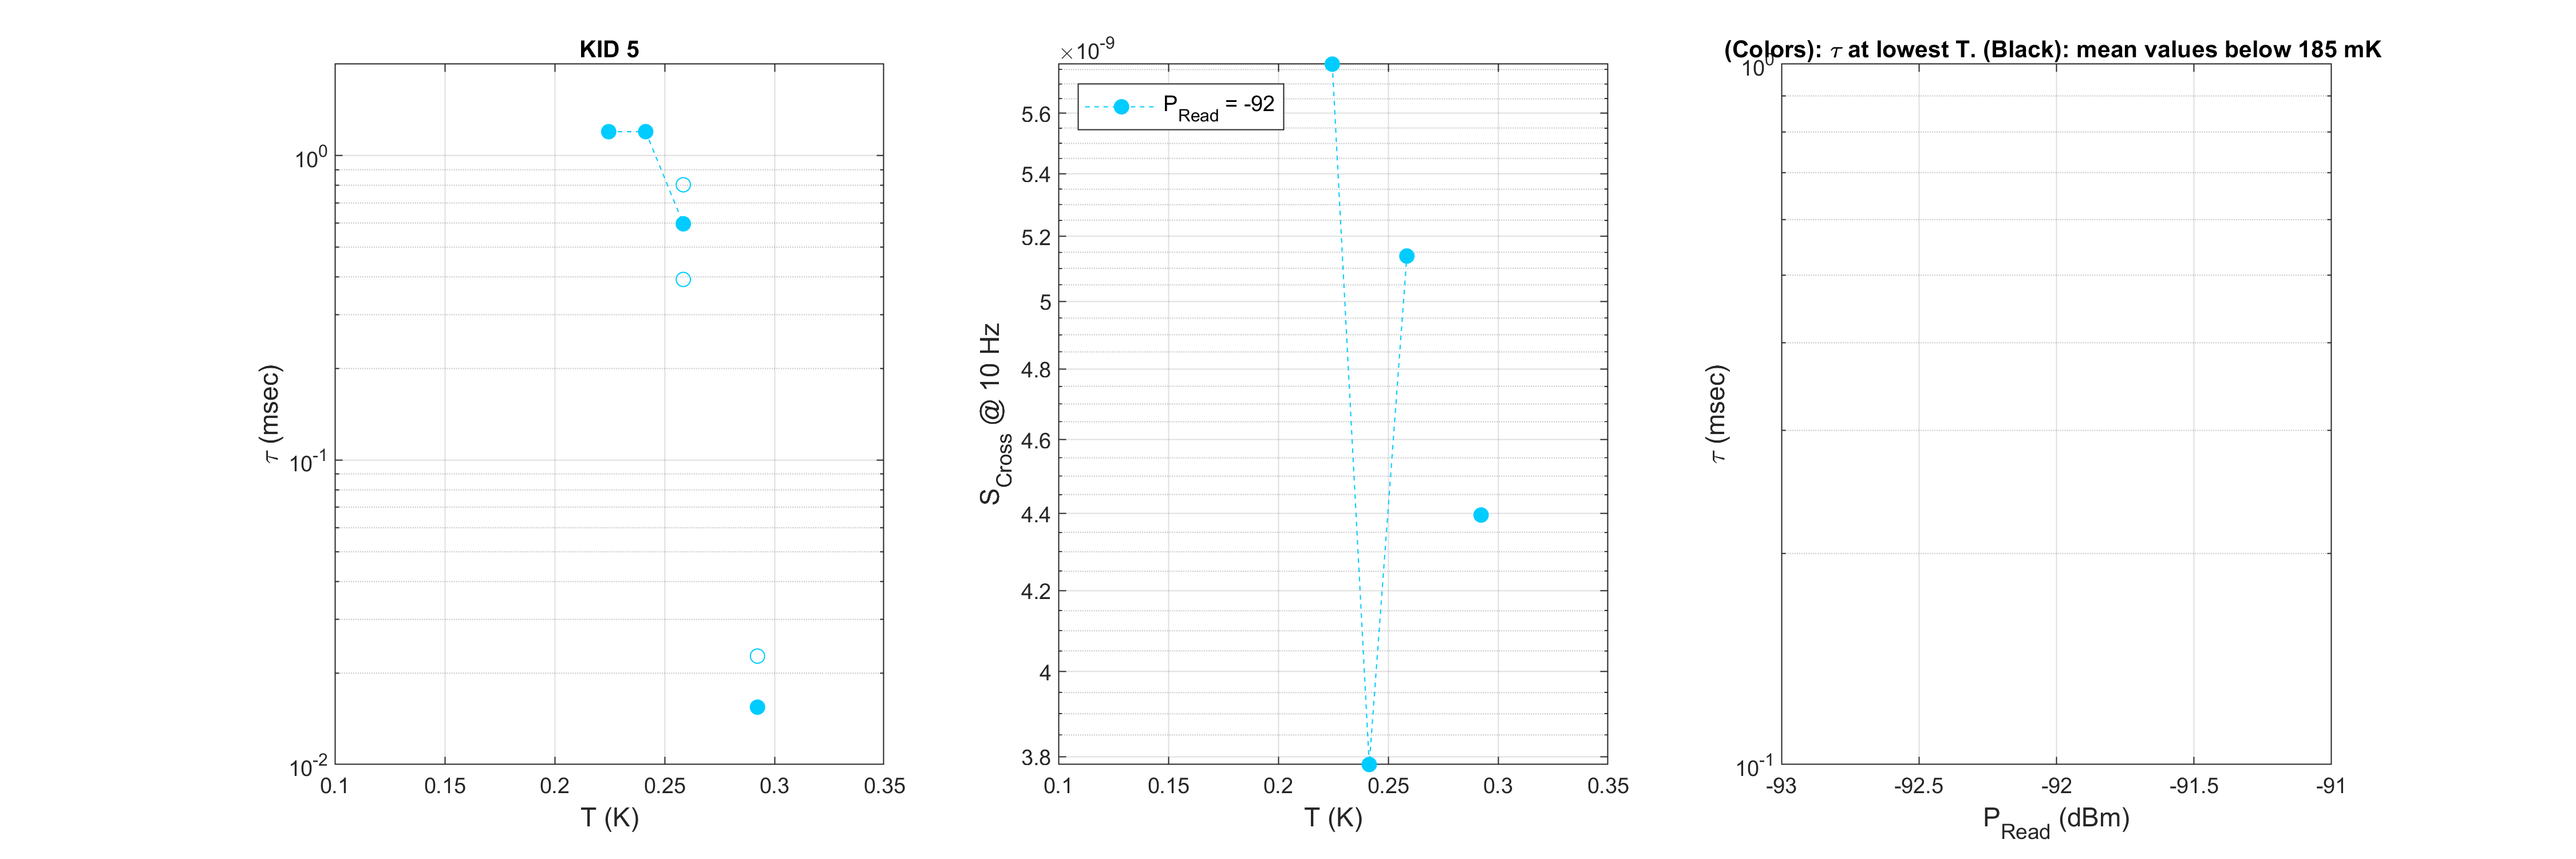 KID 5
τ (msec)
10^0
10^-1
10^-2
0.1 0.15 0.2 0.25 0.3 0.35
T (K)
×10^-9
P_Read = -92
S_Cross @ 10 Hz
5.6
5.4
5.2
5
4.8
4.6
4.4
4.2
4
3.8
0.1 0.15 0.2 0.25 0.3 0.35
T (K)
(Colors): τ at lowest T. (Black): mean values below 185 mK
τ (msec)
10^0
10^-1
-93 -92.5 -92 -91.5 -91
P_Read (dBm)